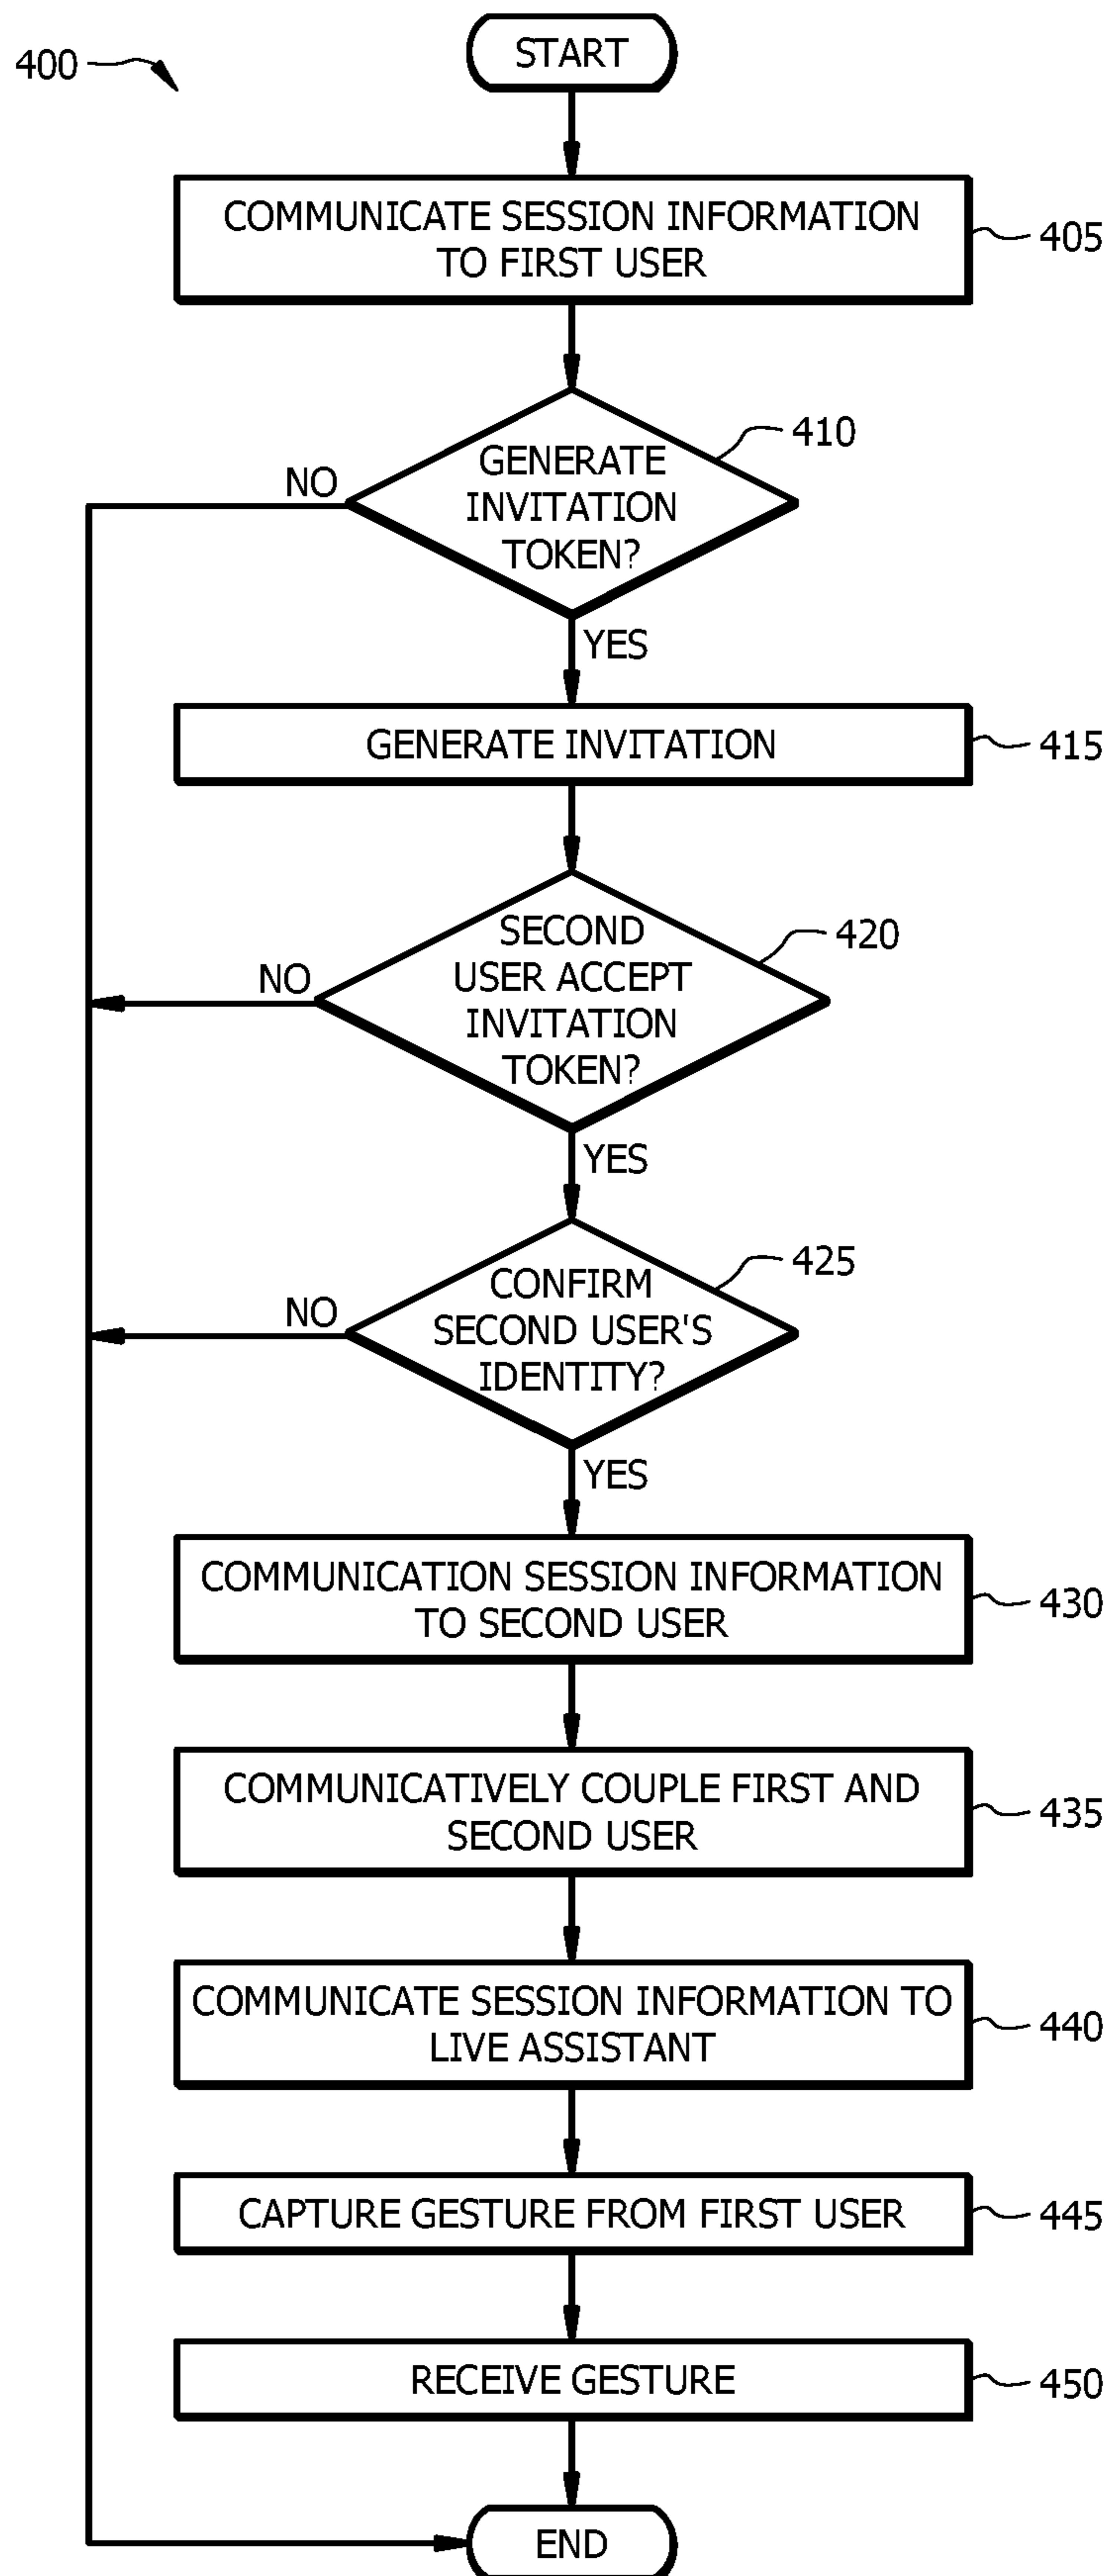 400
START
COMMUNICATE SESSION INFORMATION
TO FIRST USER
405
GENERATE
INVITATION
TOKEN?
410
NO
YES
GENERATE INVITATION
415
SECOND
USER ACCEPT
INVITATION
TOKEN?
420
NO
YES
CONFIRM
SECOND USER'S
IDENTITY?
425
NO
YES
COMMUNICATION SESSION INFORMATION
TO SECOND USER
430
COMMUNICATIVELY COUPLE FIRST AND
SECOND USER
435
COMMUNICATE SESSION INFORMATION TO
LIVE ASSISTANT
440
CAPTURE GESTURE FROM FIRST USER
445
RECEIVE GESTURE
450
END